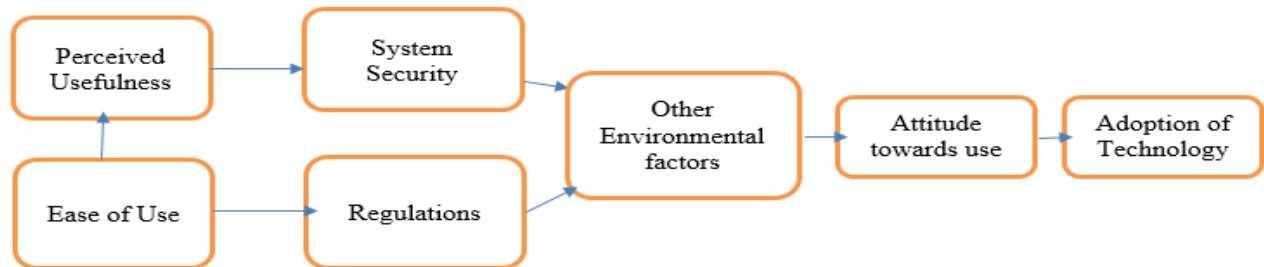 Perceived
Usefulness
System
Security
Other
Environmental
factors
Attitude
towards use
Adoption of
Technology
Ease of Use
Regulations